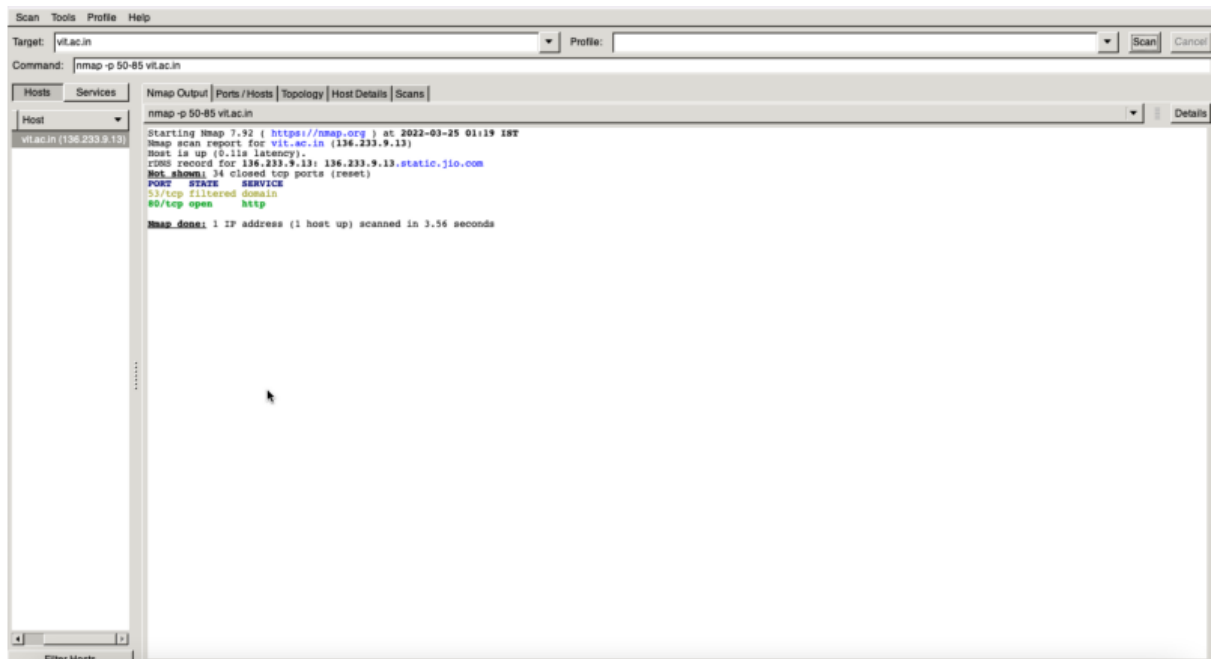 Scan Tools Profile Help
Target: vit.ac.in Profile: Scan Cancel
Command: nmap -p 50-85 vit.ac.in
Hosts Services Nmap Output Ports / Hosts Topology Host Details Scans
Host nmap -p 50-85 vit.ac.in Details
vit.ac.in (136.233.9.13)
Starting Nmap 7.92 ( https://nmap.org ) at 2022-03-25 01:19 IST
Nmap scan report for vit.ac.in (136.233.9.13)
Host is up (0.11s latency).
rDNS record for 136.233.9.13: 136.233.9.13.static.jio.com
Not shown: 34 closed tcp ports (reset)
PORT STATE SERVICE
53/tcp filtered domain
80/tcp open http
Nmap done: 1 IP address (1 host up) scanned in 3.56 seconds
Filter Hosts